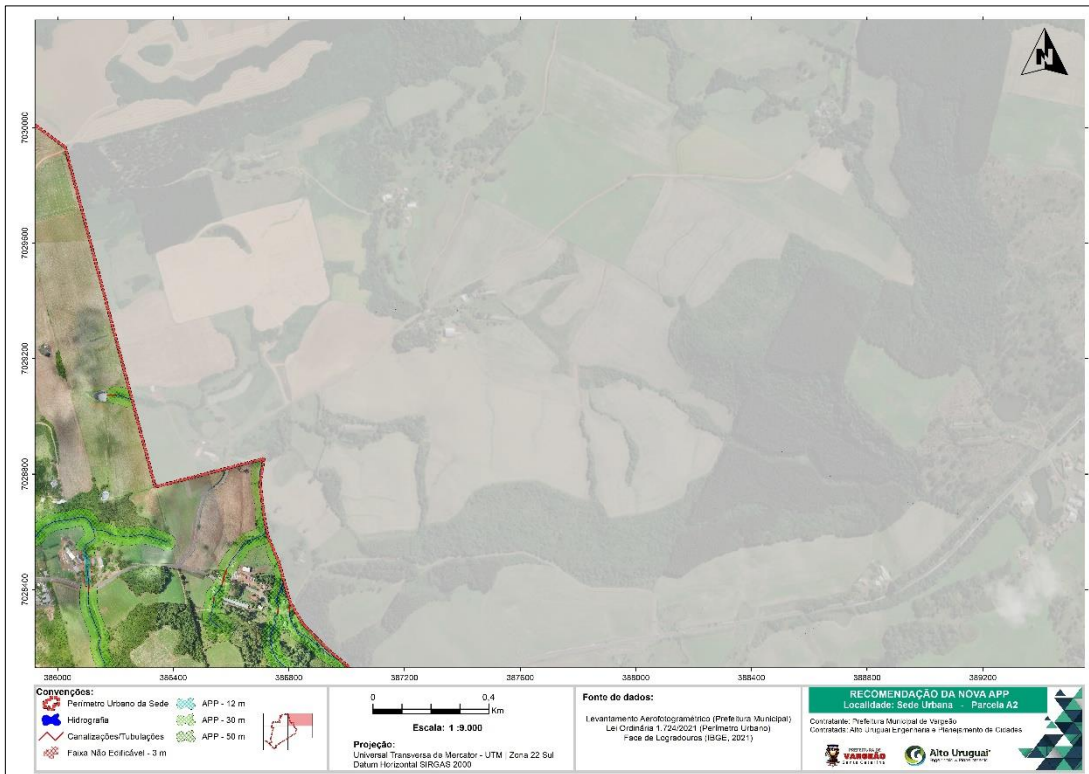 N
7030000
7029600
7029200
7028800
7028400
386000 386400 386800 387200 387600 388000 388400 388800 389200
Convenções:
Perímetro Urbano da Sede
Hidrografia
Canalizações/Tubulações
Faixa Não Edificável - 3 m
APP - 12 m
APP - 30 m
APP - 50 m
0 0,4
Km
Escala: 1:9.000
Projeção:
Universal Transversa de Mercator - UTM | Zona 22 Sul
Datum Horizontal SIRGAS 2000
Fonte de dados:
Levantamento Aerofotogramétrico (Prefeitura Municipal)
Lei Ordinária 1.724/2021 (Perímetro Urbano)
Face de Logradouros (IBGE, 2021)
RECOMENDAÇÃO DA NOVA APP
Localidade: Sede Urbana - Parcela A2
Contratante: Prefeitura Municipal de Vargeão
Contratada: Alto Uruguai Engenharia e Planejamento de Cidades
PREFEITURA DE
VARGEÃO
SANTA CATARINA
Alto Uruguai